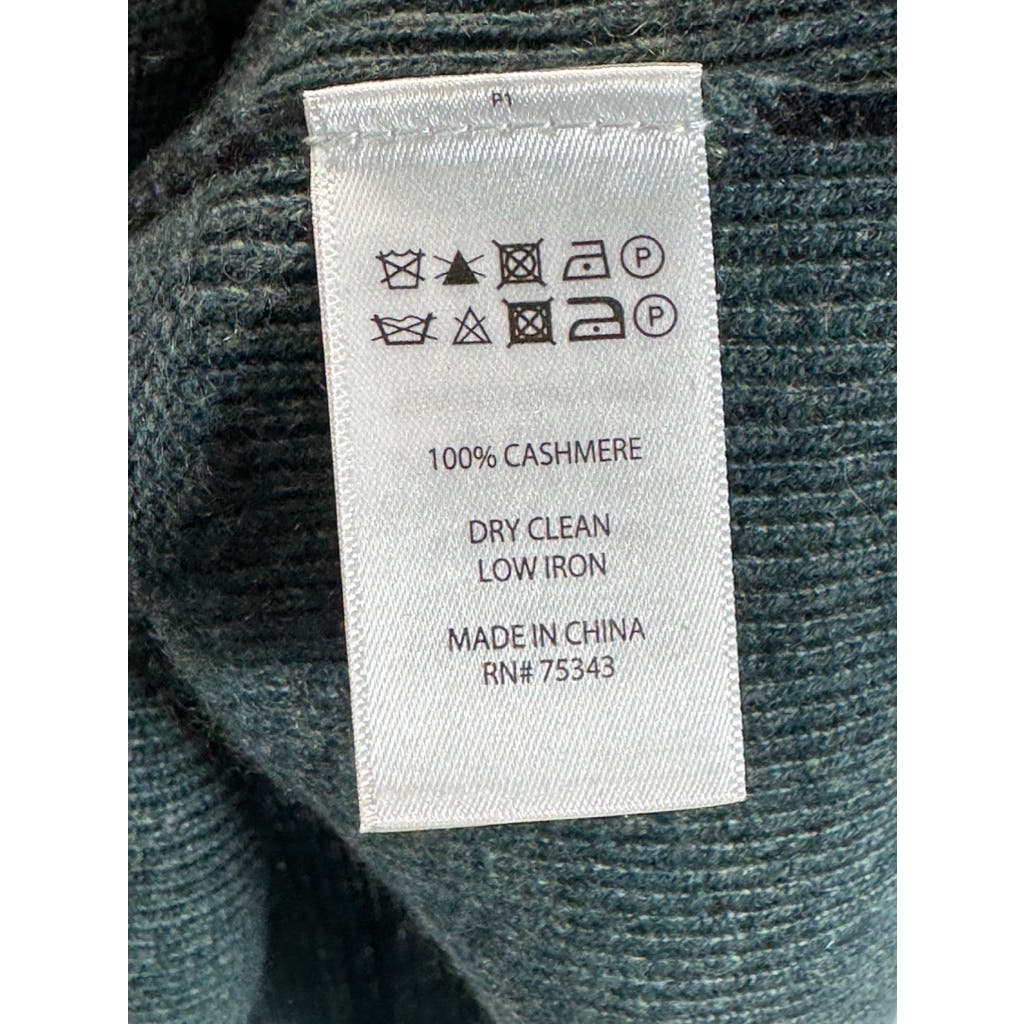 P1
P
P
100% CASHMERE
DRY CLEAN
LOW IRON
MADE IN CHINA
RN# 75343